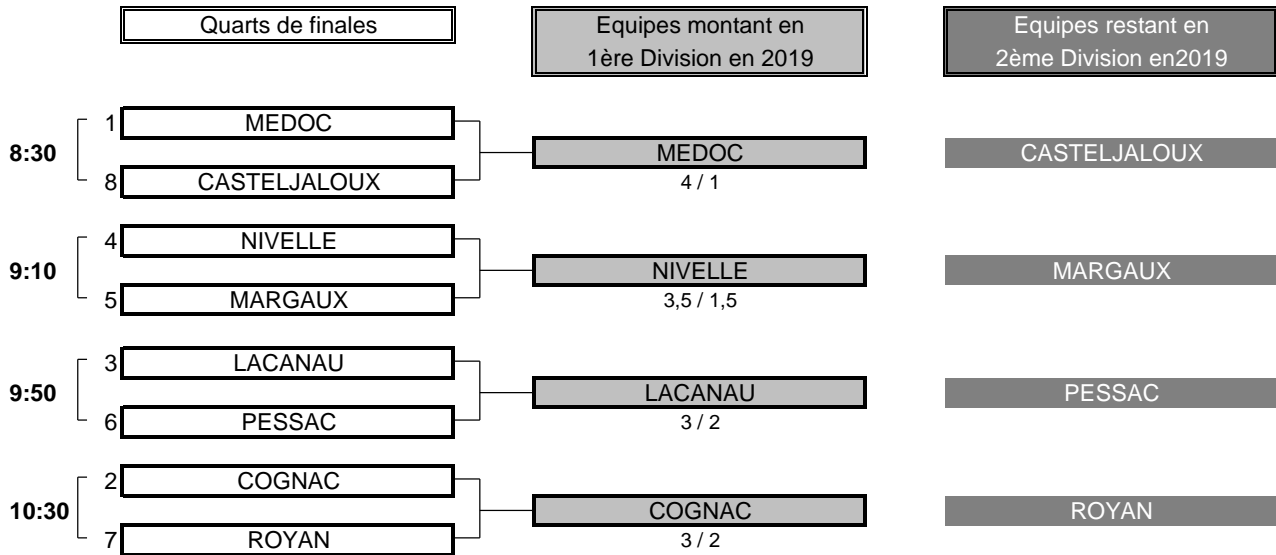 Quarts de finales
Equipes montant en
1ère Division en 2019
Equipes restant en
2ème Division en2019
8:30
1 MEDOC
8 CASTELJALOUX
MEDOC
4 / 1
CASTELJALOUX
9:10
4 NIVELLE
5 MARGAUX
NIVELLE
3,5 / 1,5
MARGAUX
9:50
3 LACANAU
6 PESSAC
LACANAU
3 / 2
PESSAC
10:30
2 COGNAC
7 ROYAN
COGNAC
3 / 2
ROYAN